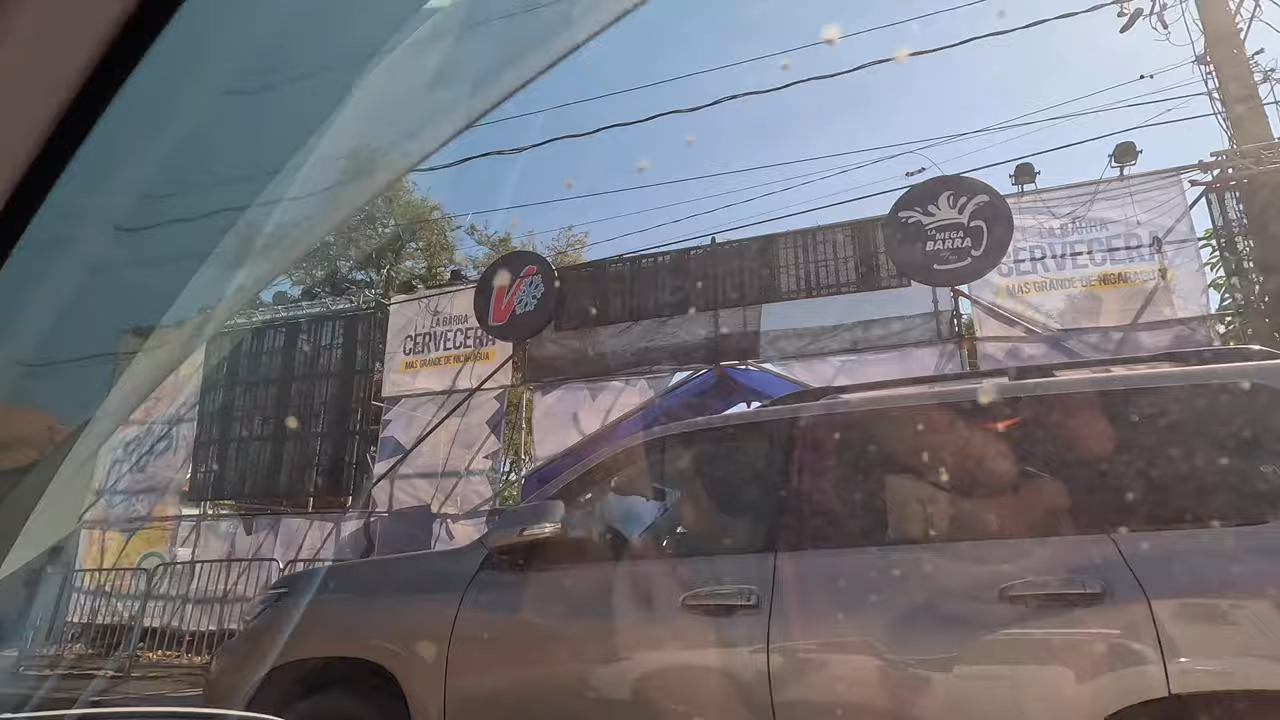 LA BARRA
CERVECERA
MAS GRANDE DE NICARAGUA
V
LA
MEGA
BARRA
LA BARRA
CERVECERA
MAS GRANDE DE NICARAGUA